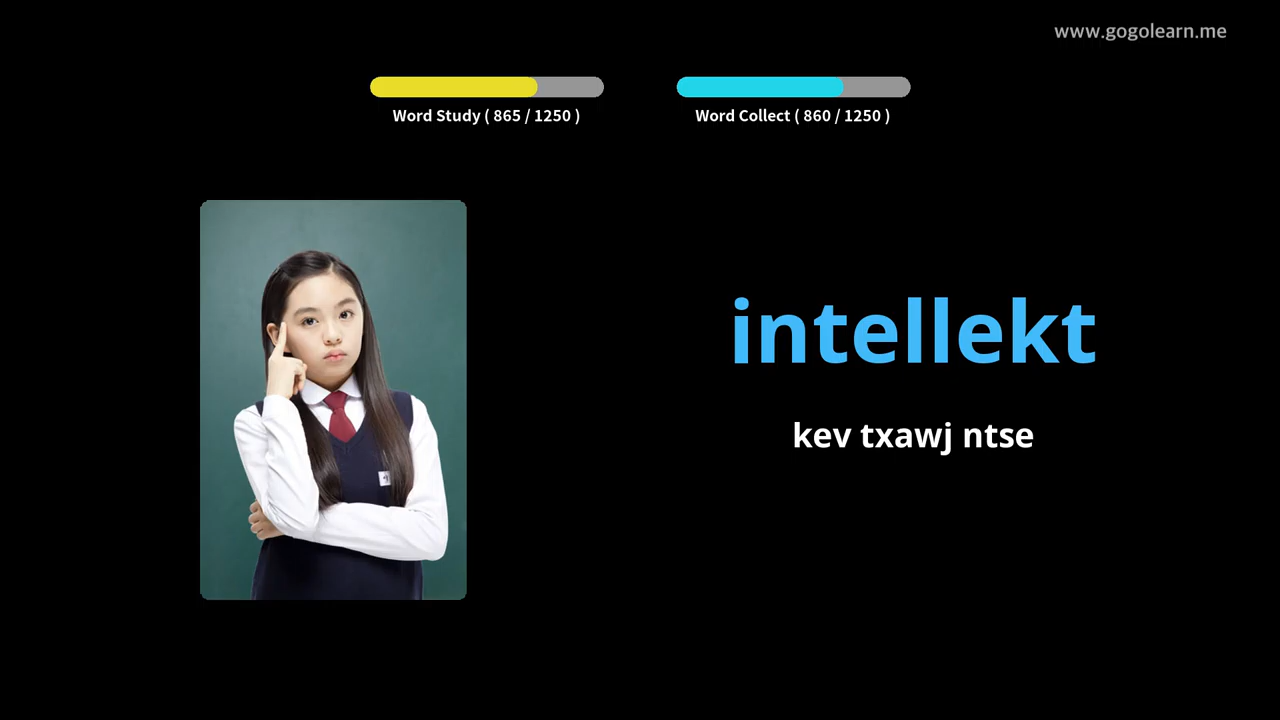 www.gogolearn.me
Word Study ( 865 / 1250 )
Word Collect ( 860 / 1250 )
intellekt
kev txawj ntse